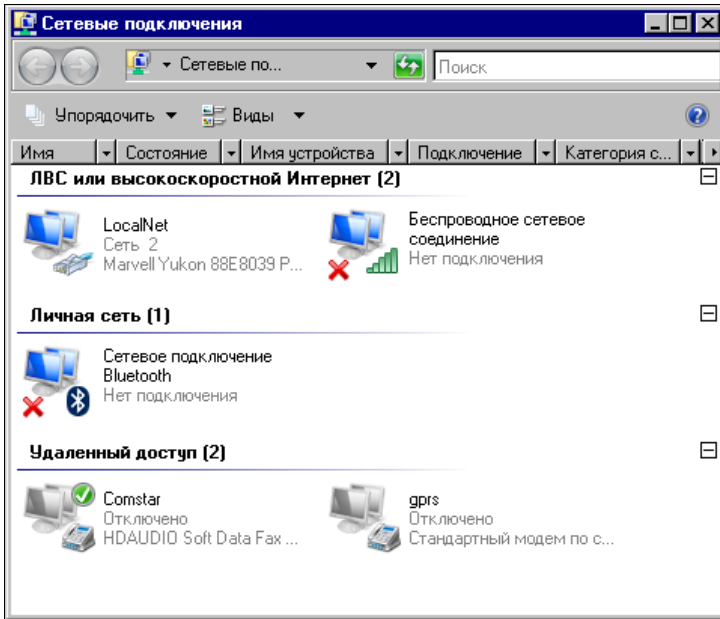 Сетевые подключения
Сетевые по...
Поиск
Упорядочить
Виды
Имя Состояние Имя устройства Подключение Категория с...
ЛВС или высокоскоростной Интернет (2)
LocalNet
Сеть 2
Marvell Yukon 88E8039 P...
Беспроводное сетевое
соединение
Нет подключения
Личная сеть (1)
Сетевое подключение
Bluetooth
Нет подключения
Удаленный доступ (2)
Comstar
Отключено
HDAUDIO Soft Data Fax ...
gprs
Отключено
Стандартный модем по с...